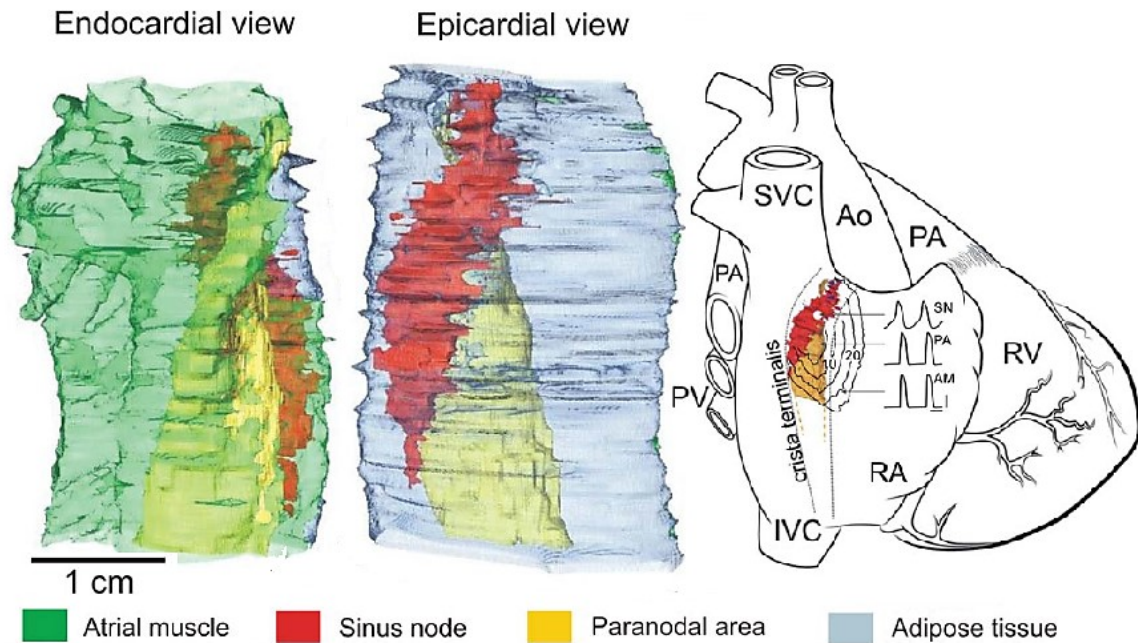 Endocardial view
Epicardial view
SVC
Ao
PA
PA
SN
PA
20
AM
RV
PV
crista terminalis
RA
IVC
1 cm
Atrial muscle
Sinus node
Paranodal area
Adipose tissue